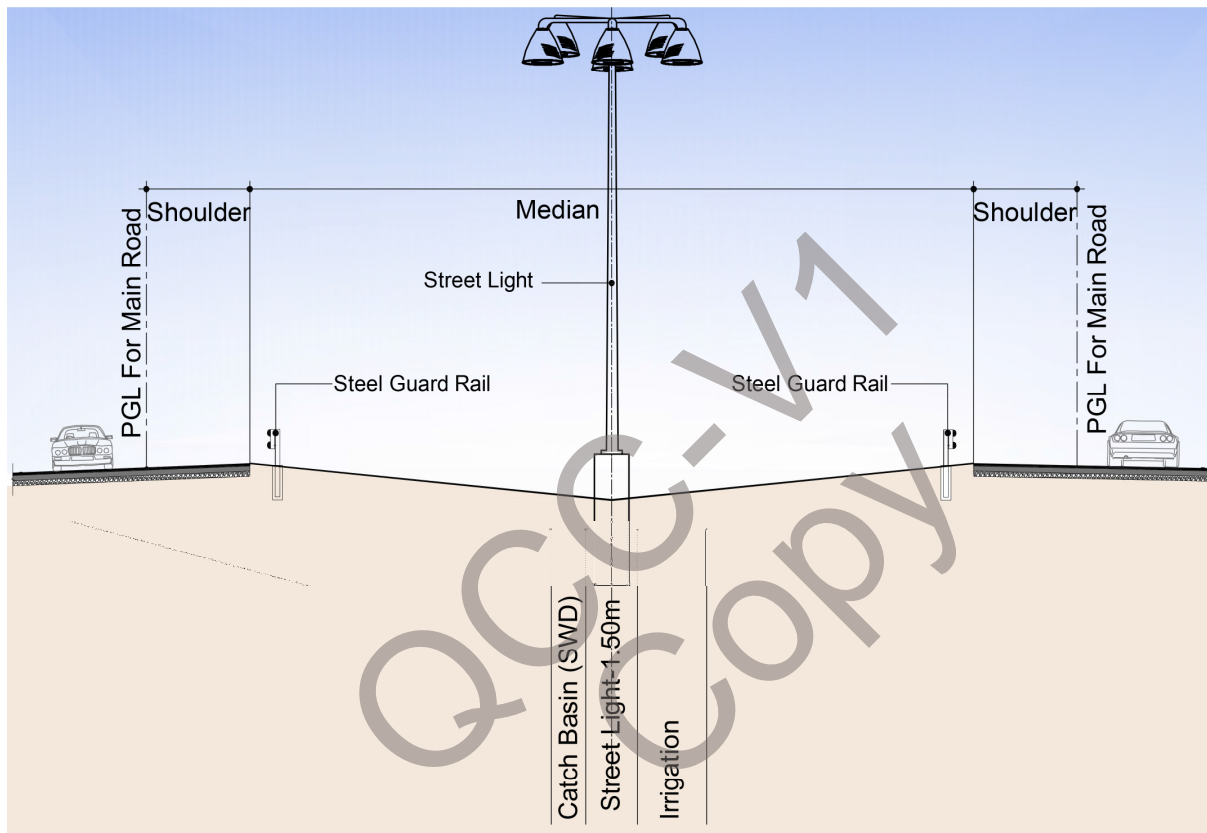 Shoulder
Median
Shoulder
PGL For Main Road
PGL For Main Road
Street Light
Steel Guard Rail
Steel Guard Rail
Catch Basin (SWD)
Street Light-1.50m
Irrigation
QCC-V1
Copy